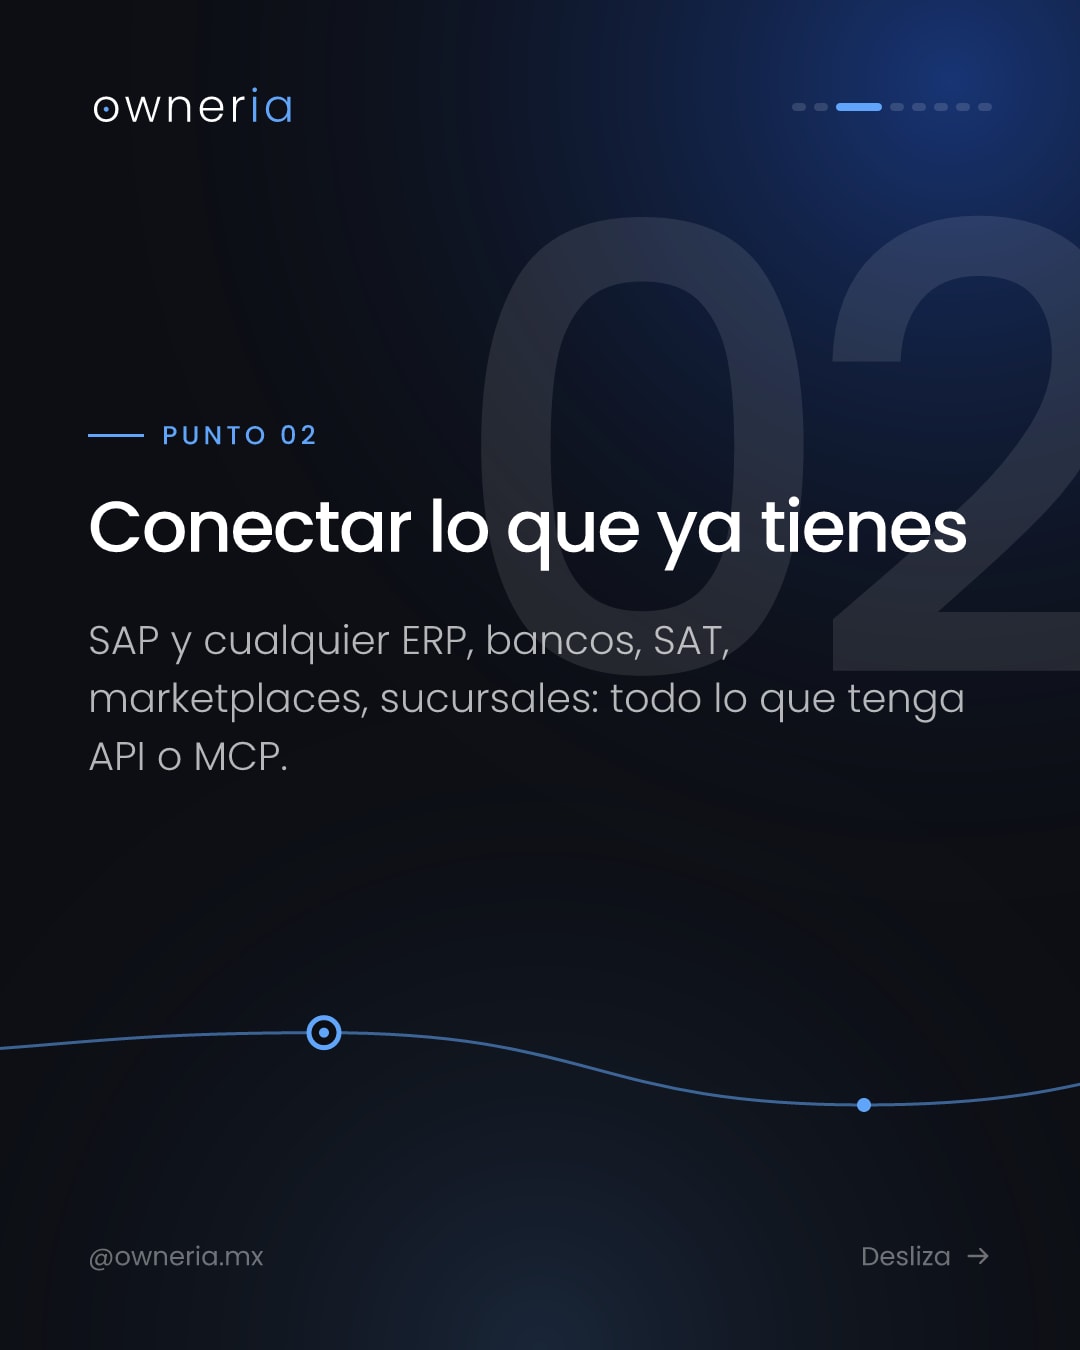 owneria
02
PUNTO 02
Conectar lo que ya tienes
SAP y cualquier ERP, bancos, SAT,
marketplaces, sucursales: todo lo que tenga
API o MCP.
@owneria.mx
Desliza →